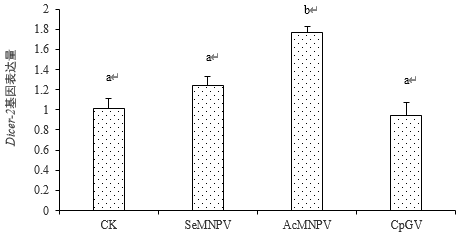 Dicer-2基因表达量
2
1.8
1.6
1.4
1.2
1
0.8
0.6
0.4
0.2
0
a↵
a↵
b↵
a↵
CK SeMNPV AcMNPV CpGV